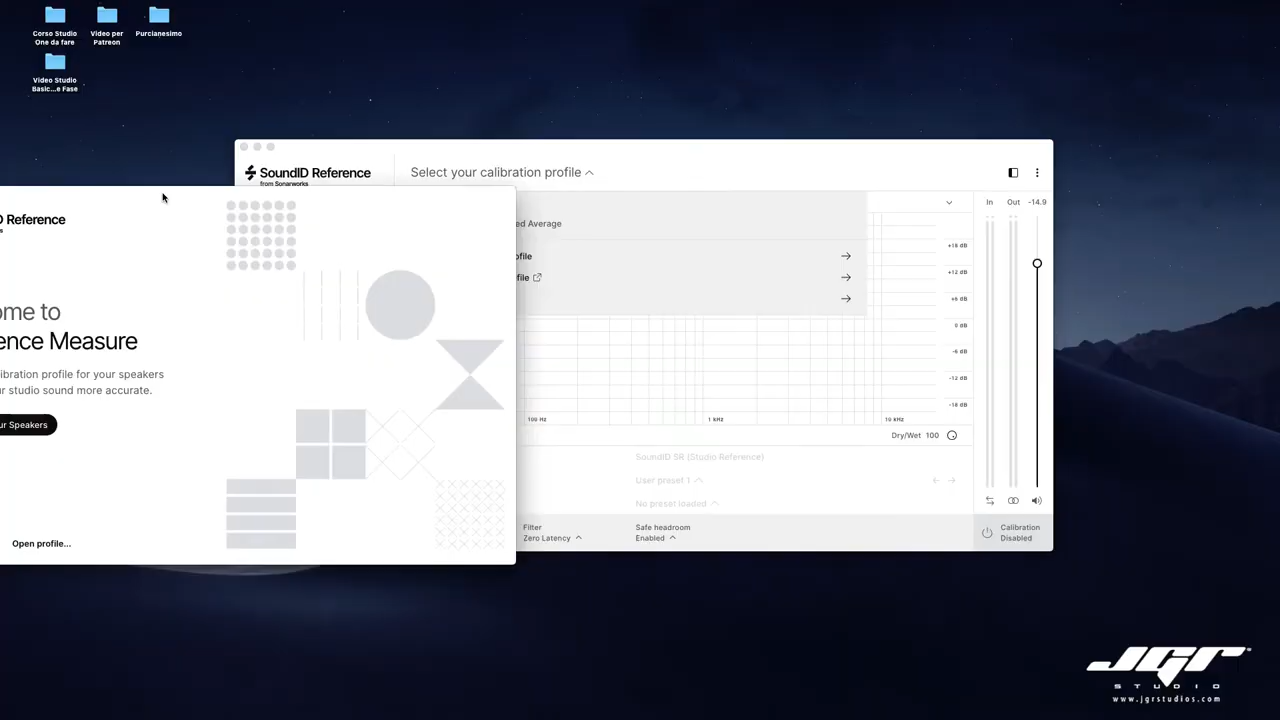 Corso Studio
One da fare
Video per
Patreon
Purcianesimo
Video Studio
Basic...e Fase
SoundID Reference
from Sonarworks
Select your calibration profile
In
Out
-14.9
D Reference
ed Average
ofile
file
ome to
ence Measure
ibration profile for your speakers
ur studio sound more accurate.
ur Speakers
Open profile...
+18 dB
+12 dB
+6 dB
0 dB
-6 dB
-12 dB
-18 dB
100 Hz
1 kHz
10 kHz
Dry/Wet 100
SoundID SR (Studio Reference)
User preset 1
No preset loaded
Filter
Zero Latency
Safe headroom
Enabled
Calibration
Disabled
JGR
STUDIO
www.jgrstudios.com